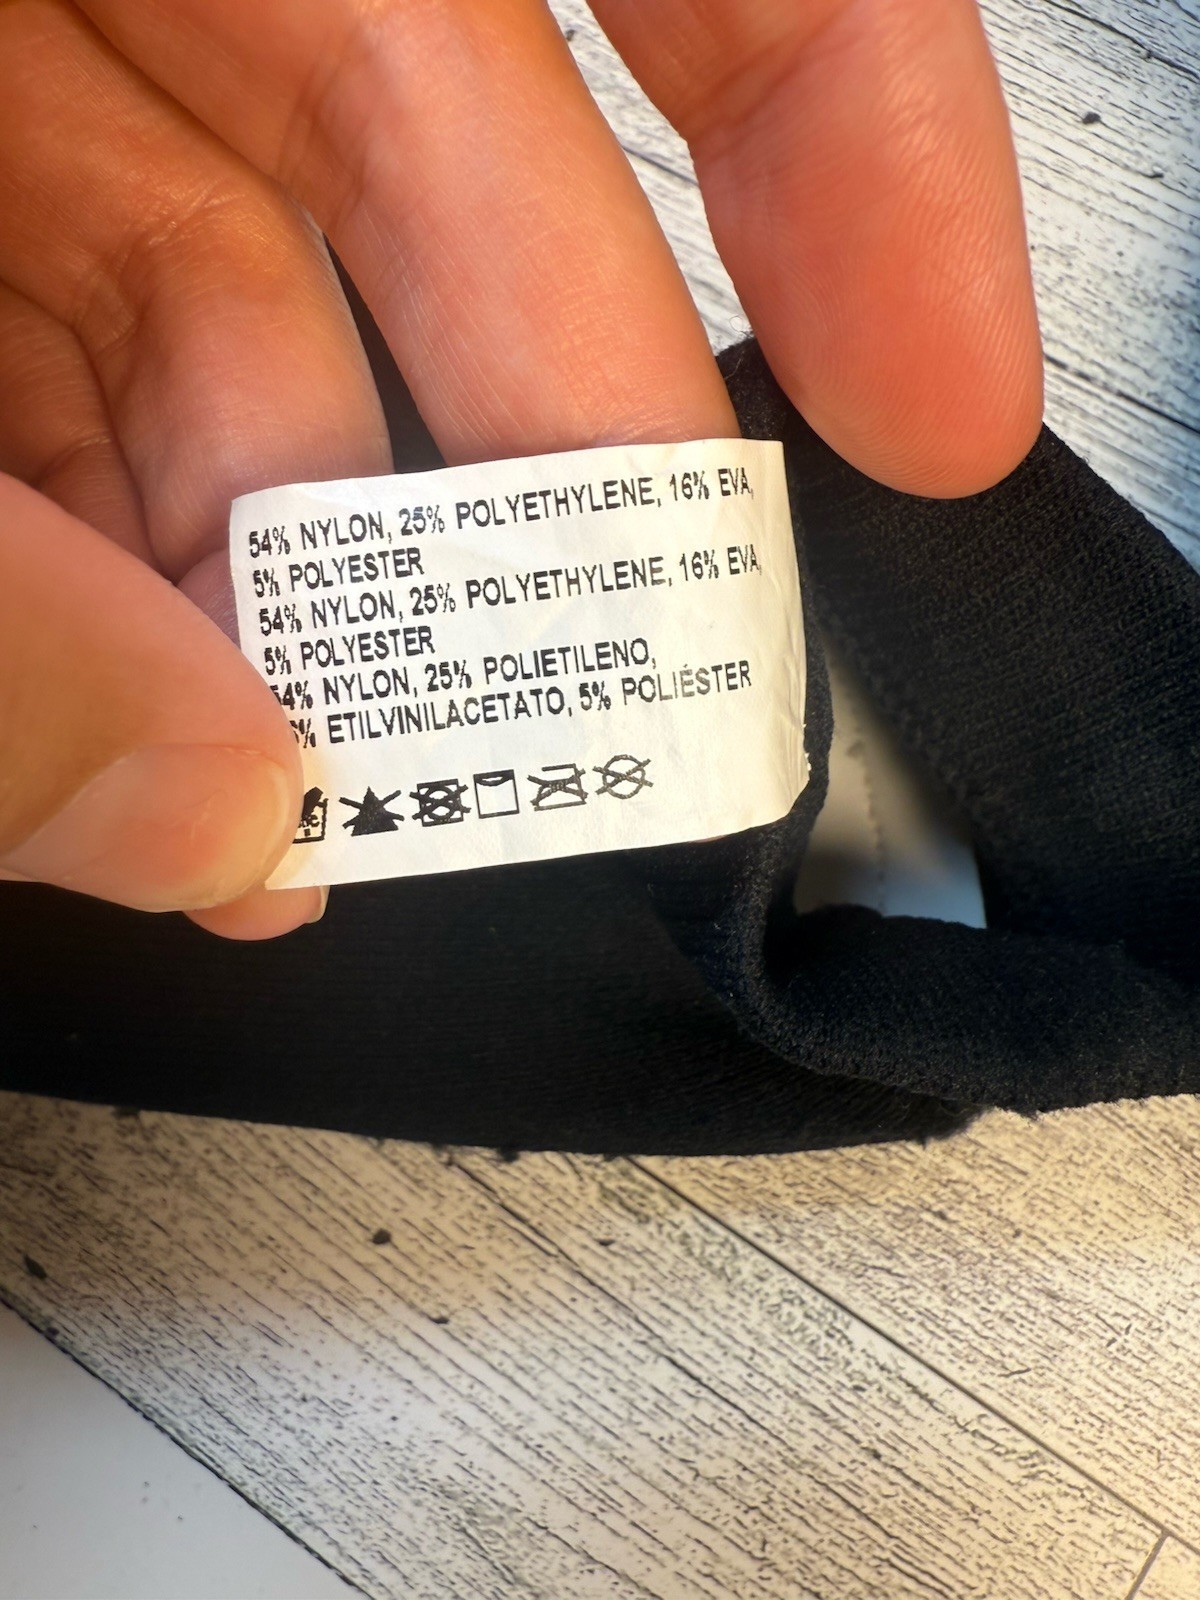 54% NYLON, 25% POLYETHYLENE, 16% EVA,
5% POLYESTER
54% NYLON, 25% POLYETHYLENE, 16% EVA,
5% POLYESTER
54% NYLON, 25% POLIETILENO,
ETILVINILACETATO, 5% POLIÉSTER